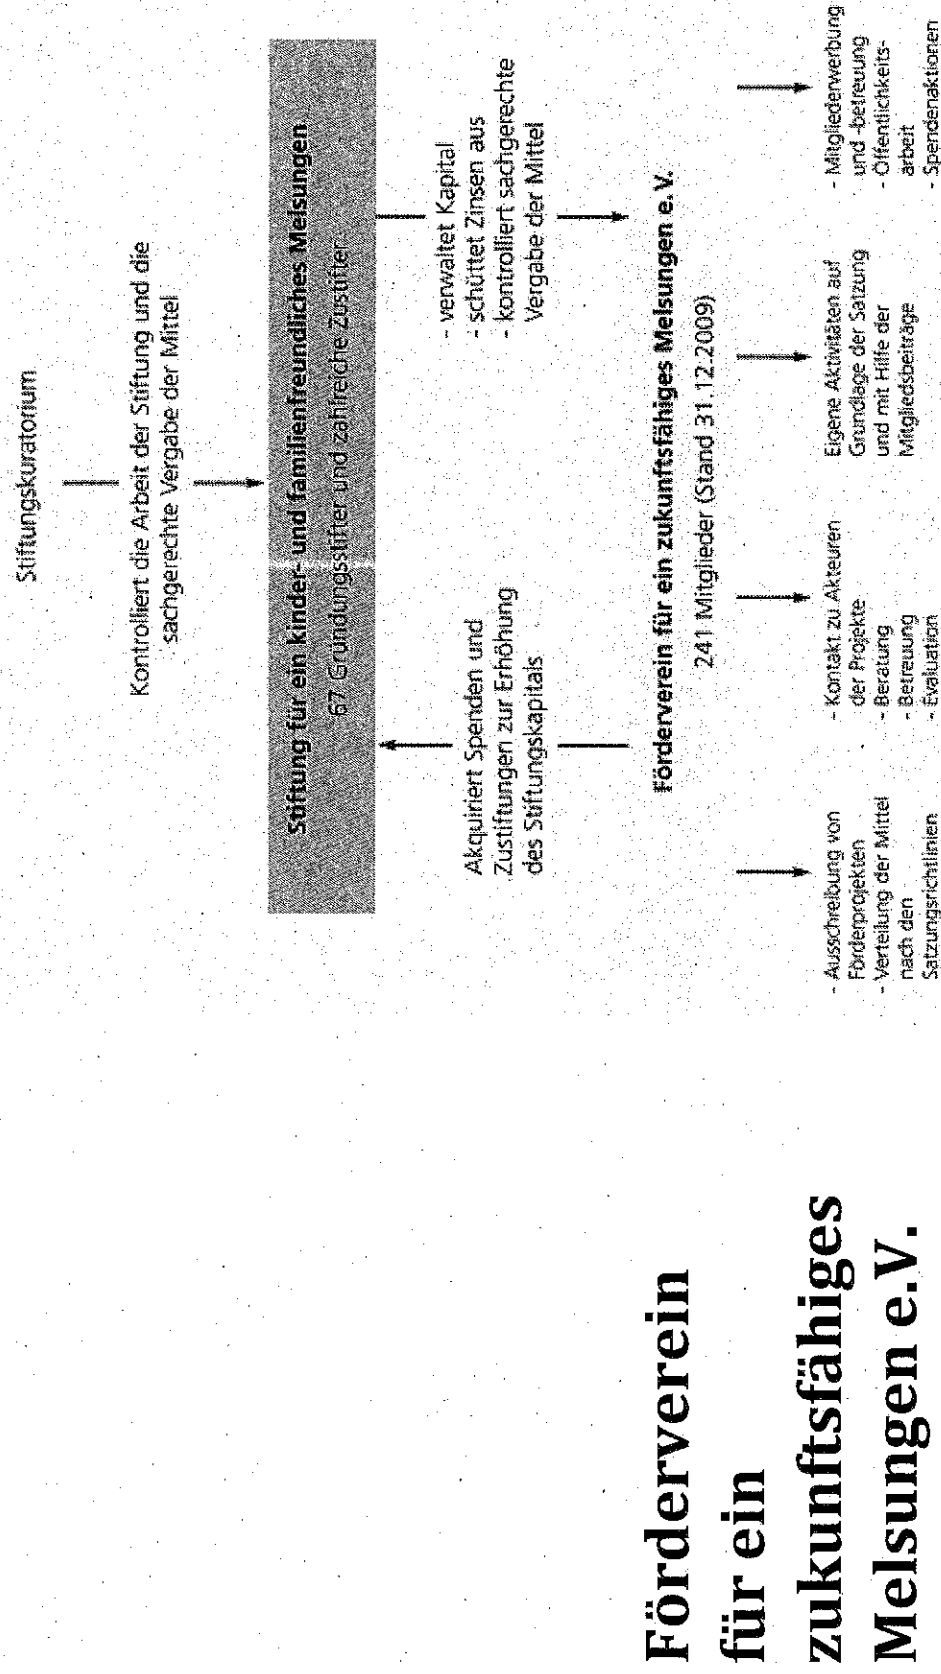 Förderverein
für ein
zukunftsfähiges
Melsungen e.V.
Stiftungskuratorium
Kontrolliert die Arbeit der Stiftung und die
sachgerechte Vergabe der Mittel
Stiftung für ein kinder- und familienfreundliches Melsungen
67 Gründungsstifter und zahlreiche Zustifter
Akquiriert Spenden und
Zustiftungen zur Erhöhung
des Stiftungskapitals
- verwaltet Kapital
- schüttet Zinsen aus
- kontrolliert sachgerechte
Vergabe der Mittel
Förderverein für ein zukunftsfähiges Melsungen e.V.
241 Mitglieder (Stand 31.12.2009)
- Ausschreibung von
Förderprojekten
- Verteilung der Mittel
nach den
Satzungsrichtlinien
- Kontakt zu Akteuren
der Projekte
- Beratung
- Betreuung
- Evaluation
Eigene Aktivitäten auf
Grundlage der Satzung
und mit Hilfe der
Mitgliedsbeiträge
- Mitgliederwerbung
und -betreuung
- Öffentlichkeits-
arbeit
- Spendenaktionen